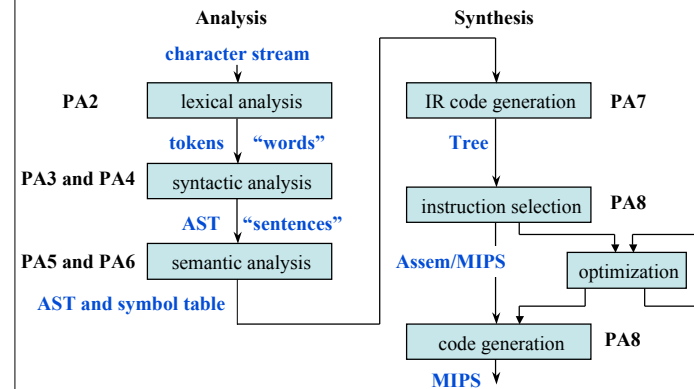 Analysis
character stream
PA2
lexical analysis
tokens “words”
PA3 and PA4
syntactic analysis
AST “sentences”
PA5 and PA6
semantic analysis
AST and symbol table
Synthesis
IR code generation
PA7
Tree
instruction selection
PA8
Assem/MIPS
optimization
code generation
PA8
MIPS